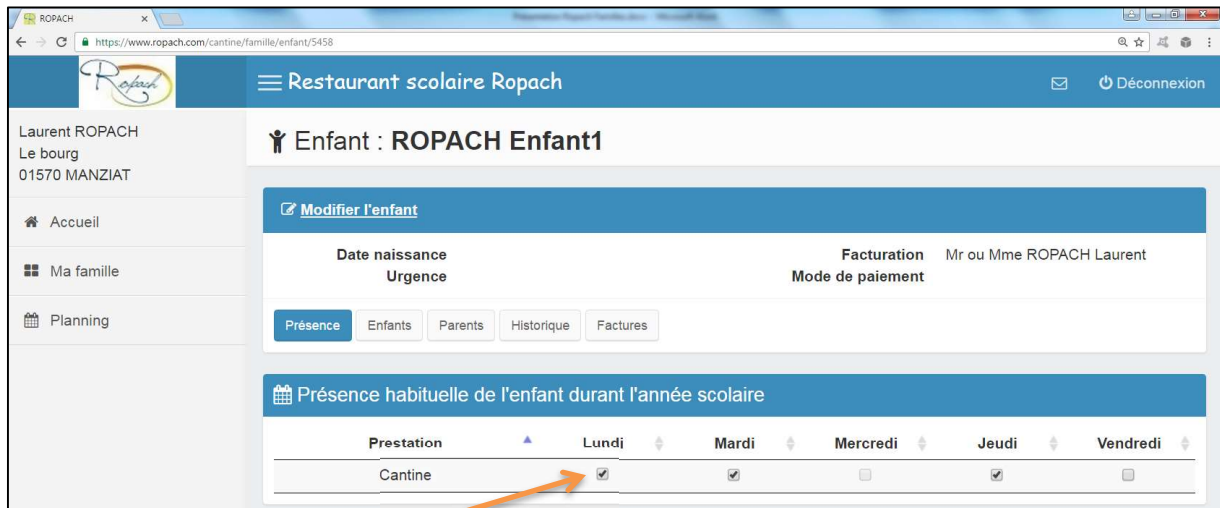 ROPACH
https://www.ropach.com/cantine/famille/enfant/5458
Ropach
Restaurant scolaire Ropach
Déconnexion
Laurent ROPACH
Le bourg
01570 MANZIAT
Accueil
Ma famille
Planning
Enfant : ROPACH Enfant1
Modifier l'enfant
Date naissance Facturation Mr ou Mme ROPACH Laurent
Urgence Mode de paiement
Présence Enfants Parents Historique Factures
Présence habituelle de l'enfant durant l'année scolaire
Prestation Lundi Mardi Mercredi Jeudi Vendredi
Cantine